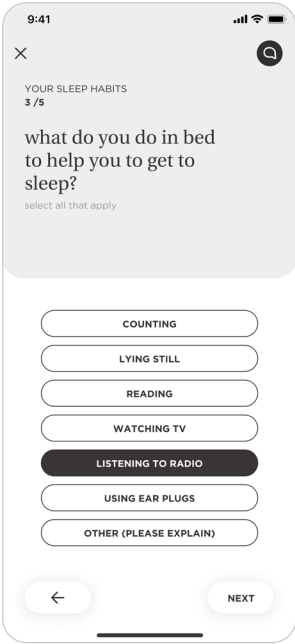 9:41
YOUR SLEEP HABITS
3 /5
what do you do in bed
to help you to get to
sleep?
select all that apply
COUNTING
LYING STILL
READING
WATCHING TV
LISTENING TO RADIO
USING EAR PLUGS
OTHER (PLEASE EXPLAIN)
NEXT